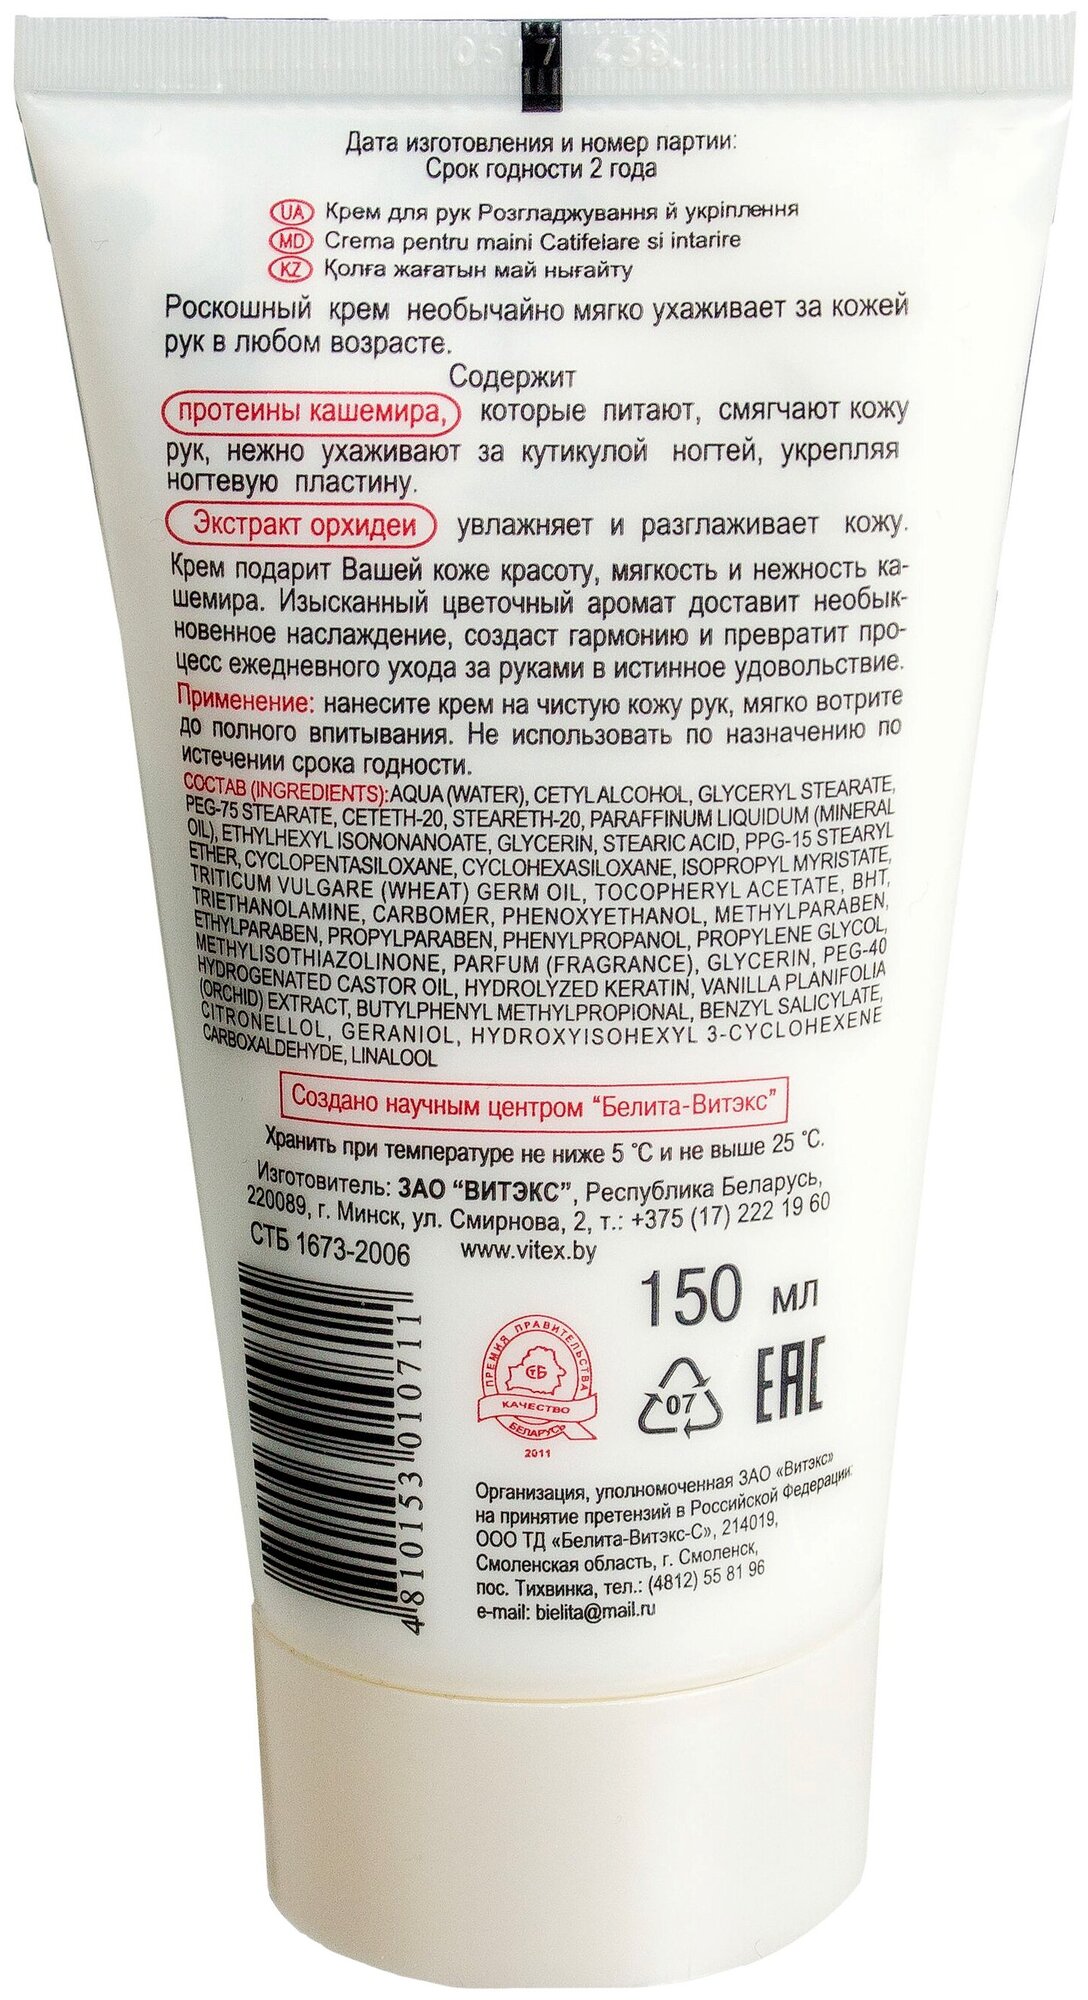 Дата изготовления и номер партии:
Срок годности 2 года
UA Крем для рук Розгладжування й укріплення
MD Crema pentru maini Catifelare si intarire
KZ Қолға жағатын май нығайту
Роскошный крем необычайно мягко ухаживает за кожей
рук в любом возрасте.
Содержит
протеины кашемира, которые питают, смягчают кожу
рук, нежно ухаживают за кутикулой ногтей, укрепляя
ногтевую пластину.
Экстракт орхидеи увлажняет и разглаживает кожу.
Крем подарит Вашей коже красоту, мягкость и нежность ка-
шемира. Изысканный цветочный аромат доставит необык-
новенное наслаждение, создаст гармонию и превратит про-
цесс ежедневного ухода за руками в истинное удовольствие.
Применение: нанесите крем на чистую кожу рук, мягко вотрите
до полного впитывания. Не использовать по назначению по
истечении срока годности.
СОСТАВ (INGREDIENTS): AQUA (WATER), CETYL ALCOHOL, GLYCERYL STEARATE,
PEG-75 STEARATE, CETETH-20, STEARETH-20, PARAFFINUM LIQUIDUM (MINERAL
OIL), ETHYLHEXYL ISONONANOATE, GLYCERIN, STEARIC ACID, PPG-15 STEARYL
ETHER, CYCLOPENTASILOXANE, CYCLOHEXASILOXANE, ISOPROPYL MYRISTATE,
TRITICUM VULGARE (WHEAT) GERM OIL, TOCOPHERYL ACETATE, BHT,
TRIETHANOLAMINE, CARBOMER, PHENOXYETHANOL, METHYLPARABEN,
ETHYLPARABEN, PROPYLPARABEN, PHENYLPROPANOL, PROPYLENE GLYCOL,
METHYLISOTHIAZOLINONE, PARFUM (FRAGRANCE), GLYCERIN, PEG-40
HYDROGENATED CASTOR OIL, HYDROLYZED KERATIN, VANILLA PLANIFOLIA
(ORCHID) EXTRACT, BUTYLPHENYL METHYLPROPIONAL, BENZYL SALICYLATE,
CITRONELLOL, GERANIOL, HYDROXYISOHEXYL 3-CYCLOHEXENE
CARBOXALDEHYDE, LINALOOL
Создано научным центром "Белита-Витэкс"
Хранить при температуре не ниже 5 °С и не выше 25 °С.
Изготовитель: ЗАО "ВИТЭКС", Республика Беларусь,
220089, г. Минск, ул. Смирнова, 2, т.: +375 (17) 222 19 60
СТБ 1673-2006 www.vitex.by
150 мл
4810153010711
ПРЕМИЯ ПРАВИТЕЛЬСТВА
СТБ
КАЧЕСТВО
БЕЛАРУСЬ
2011
07
EAC
Организация, уполномоченная ЗАО «Витэкс»
на принятие претензий в Российской Федерации:
ООО ТД «Белита-Витэкс-С», 214019,
Смоленская область, г. Смоленск,
пос. Тихвинка, тел.: (4812) 55 81 96
e-mail: bielita@mail.ru